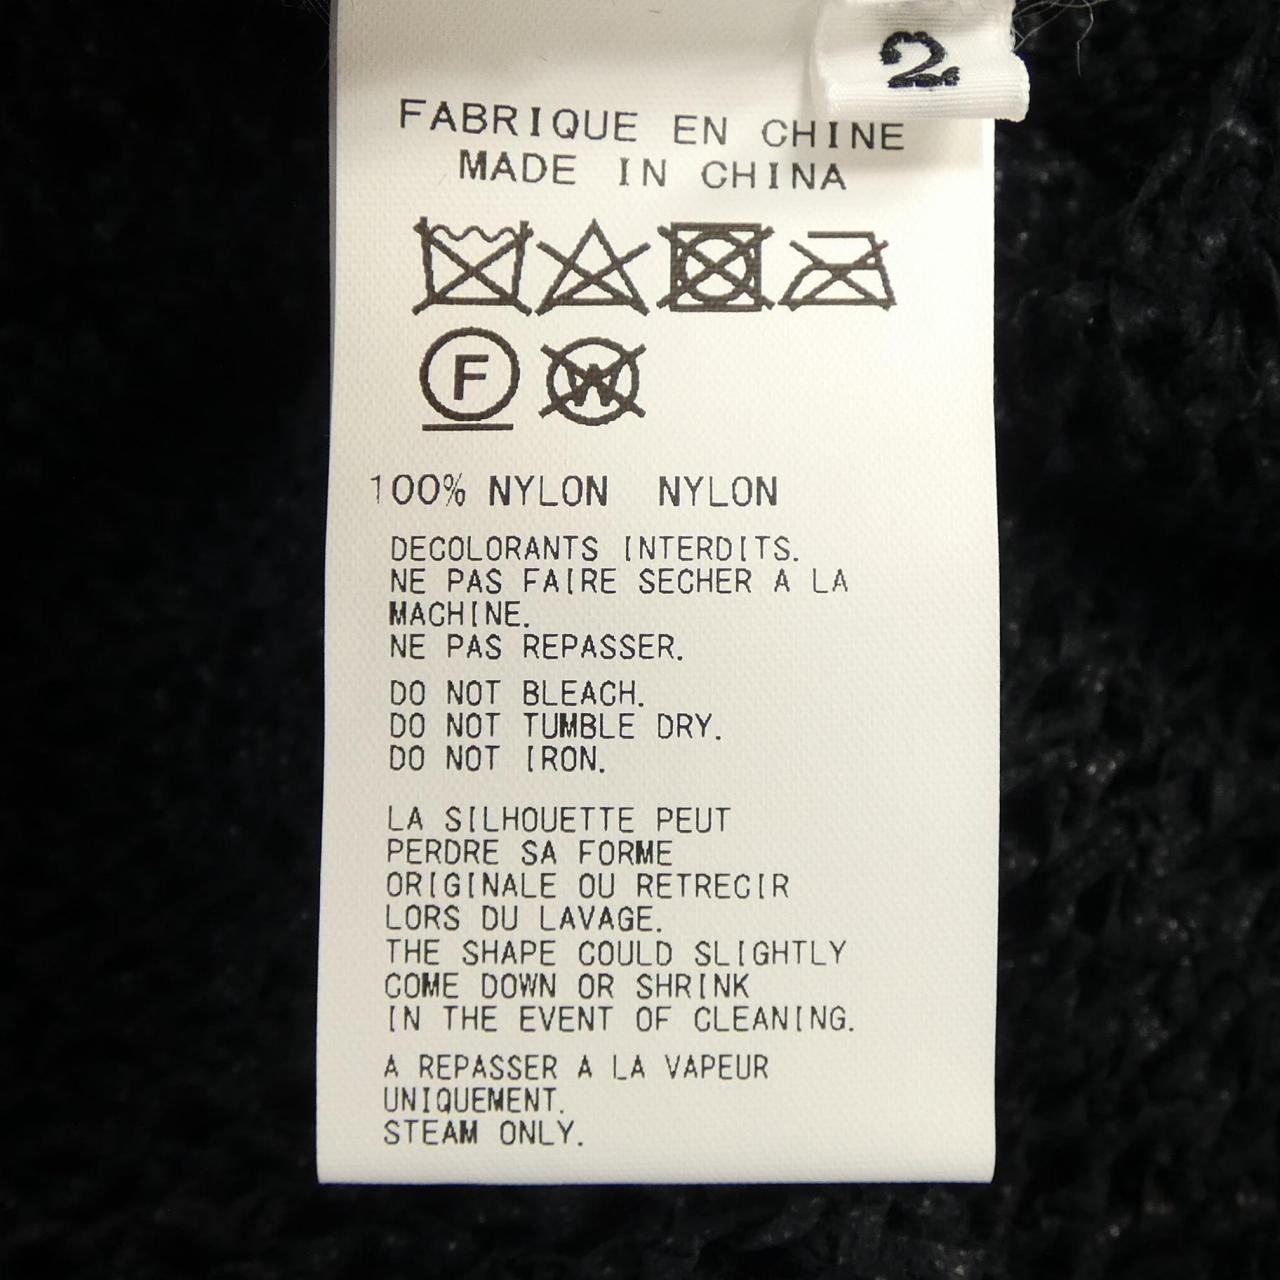 2
FABRIQUE EN CHINE
MADE IN CHINA
F
W
100% NYLON NYLON
DECOLORANTS INTERDITS.
NE PAS FAIRE SECHER A LA
MACHINE.
NE PAS REPASSER.
DO NOT BLEACH.
DO NOT TUMBLE DRY.
DO NOT IRON.
LA SILHOUETTE PEUT
PERDRE SA FORME
ORIGINALE OU RETRECIR
LORS DU LAVAGE.
THE SHAPE COULD SLIGHTLY
COME DOWN OR SHRINK
IN THE EVENT OF CLEANING.
A REPASSER A LA VAPEUR
UNIQUEMENT.
STEAM ONLY.